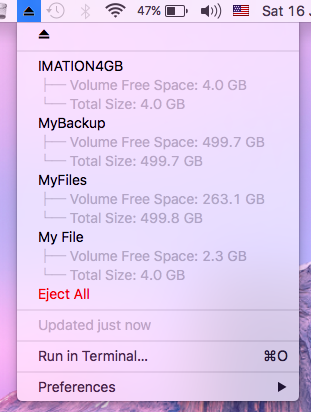 47%
Sat 16
IMATION4GB
├── Volume Free Space: 4.0 GB
└── Total Size: 4.0 GB
MyBackup
├── Volume Free Space: 499.7 GB
└── Total Size: 499.7 GB
MyFiles
├── Volume Free Space: 263.1 GB
└── Total Size: 499.8 GB
My File
├── Volume Free Space: 2.3 GB
└── Total Size: 4.0 GB
Eject All
Updated just now
Run in Terminal... ⌘O
Preferences ▶